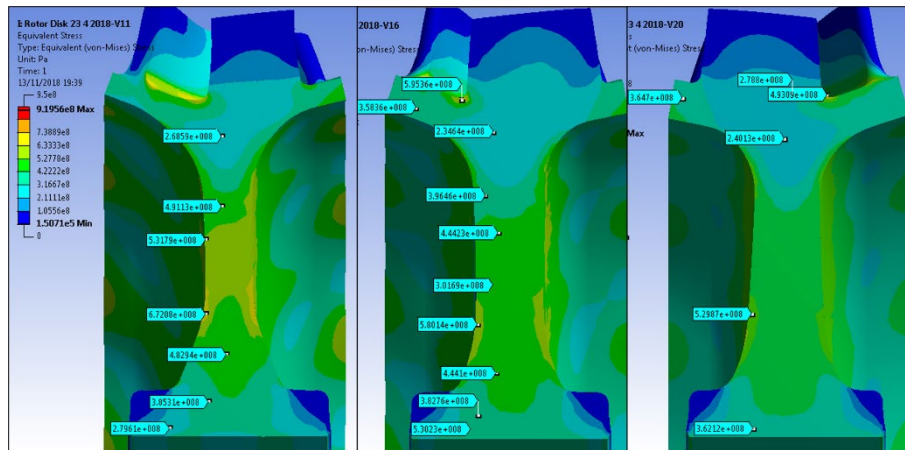 E: Rotor Disk 23 4 2018-V11
Equivalent Stress
Type: Equivalent (von-Mises) Stress
Unit: Pa
Time: 1
13/11/2018 19:39
9.5e8
9.1956e8 Max
7.3889e8
6.3333e8
5.2778e8
4.2222e8
3.1667e8
2.1111e8
1.0556e8
1.5071e5 Min
0
2.6859e+008
4.9113e+008
5.3179e+008
6.7208e+008
4.8294e+008
3.8531e+008
2.7961e+008
2018-V16
on-Mises) Stress
5.9536e+008
3.5836e+008
2.3464e+008
3.9646e+008
4.4423e+008
3.0169e+008
5.8014e+008
4.441e+008
3.8276e+008
5.3023e+008
3 4 2018-V20
t (von-Mises) Stres
2.788e+008
4.9309e+008
3.647e+008
Max
2.4013e+008
5.2987e+008
3.6212e+008